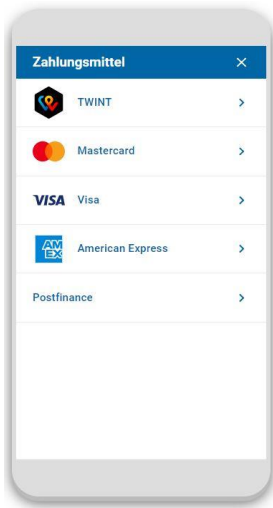 Zahlungsmittel
TWINT
Mastercard
VISA Visa
AM
EX
American Express
Postfinance